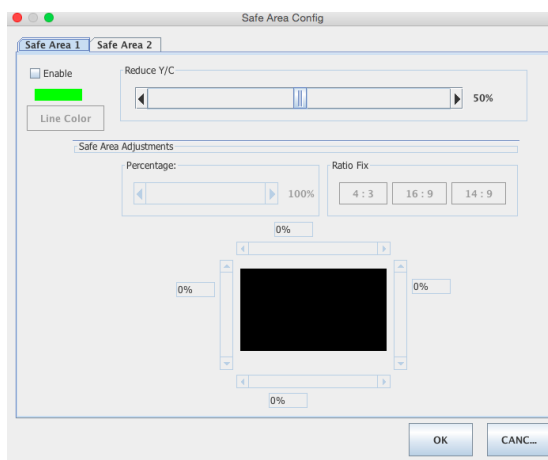 Safe Area Config
Safe Area 1 Safe Area 2
Enable
Reduce Y/C
50%
Line Color
Safe Area Adjustments
Percentage:
100%
Ratio Fix
4 : 3 16 : 9 14 : 9
0%
0%
0%
0%
OK CANC...